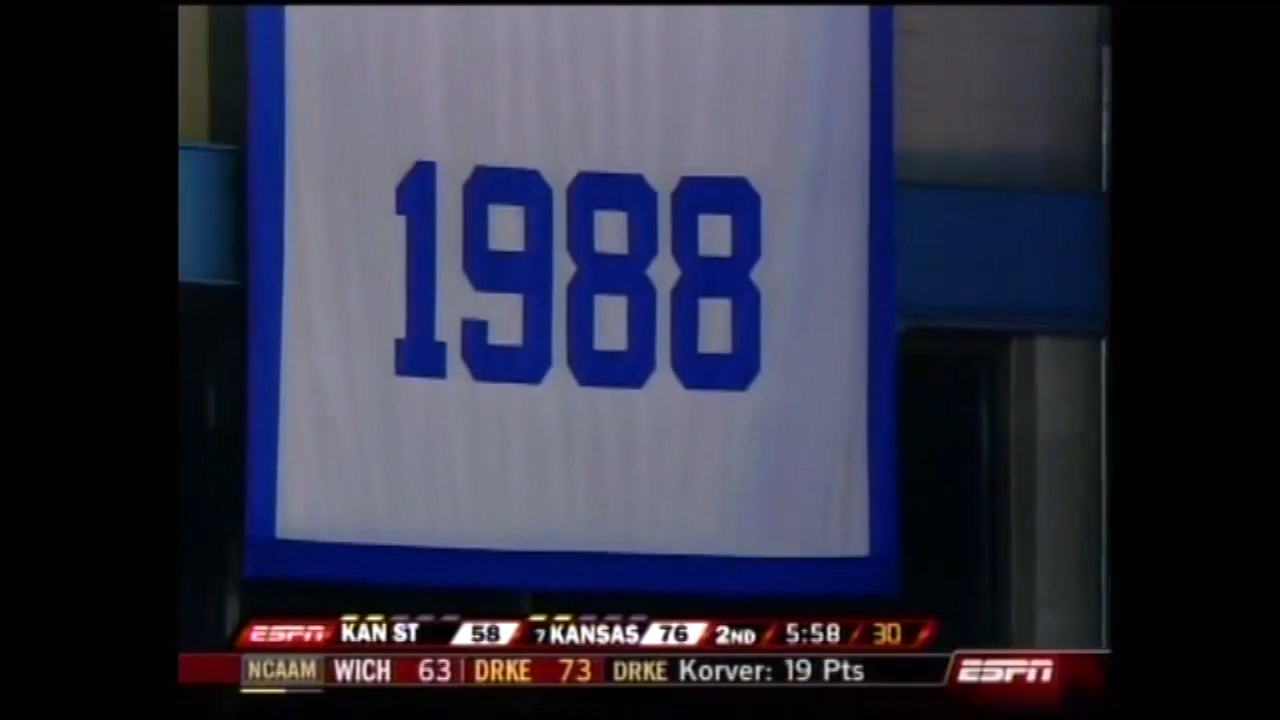 1988
ESPN KAN ST 58 7 KANSAS 76 2ND 5:58 30
NCAAM WICH 63 DRKE 73 DRKE Korver: 19 Pts ESPN